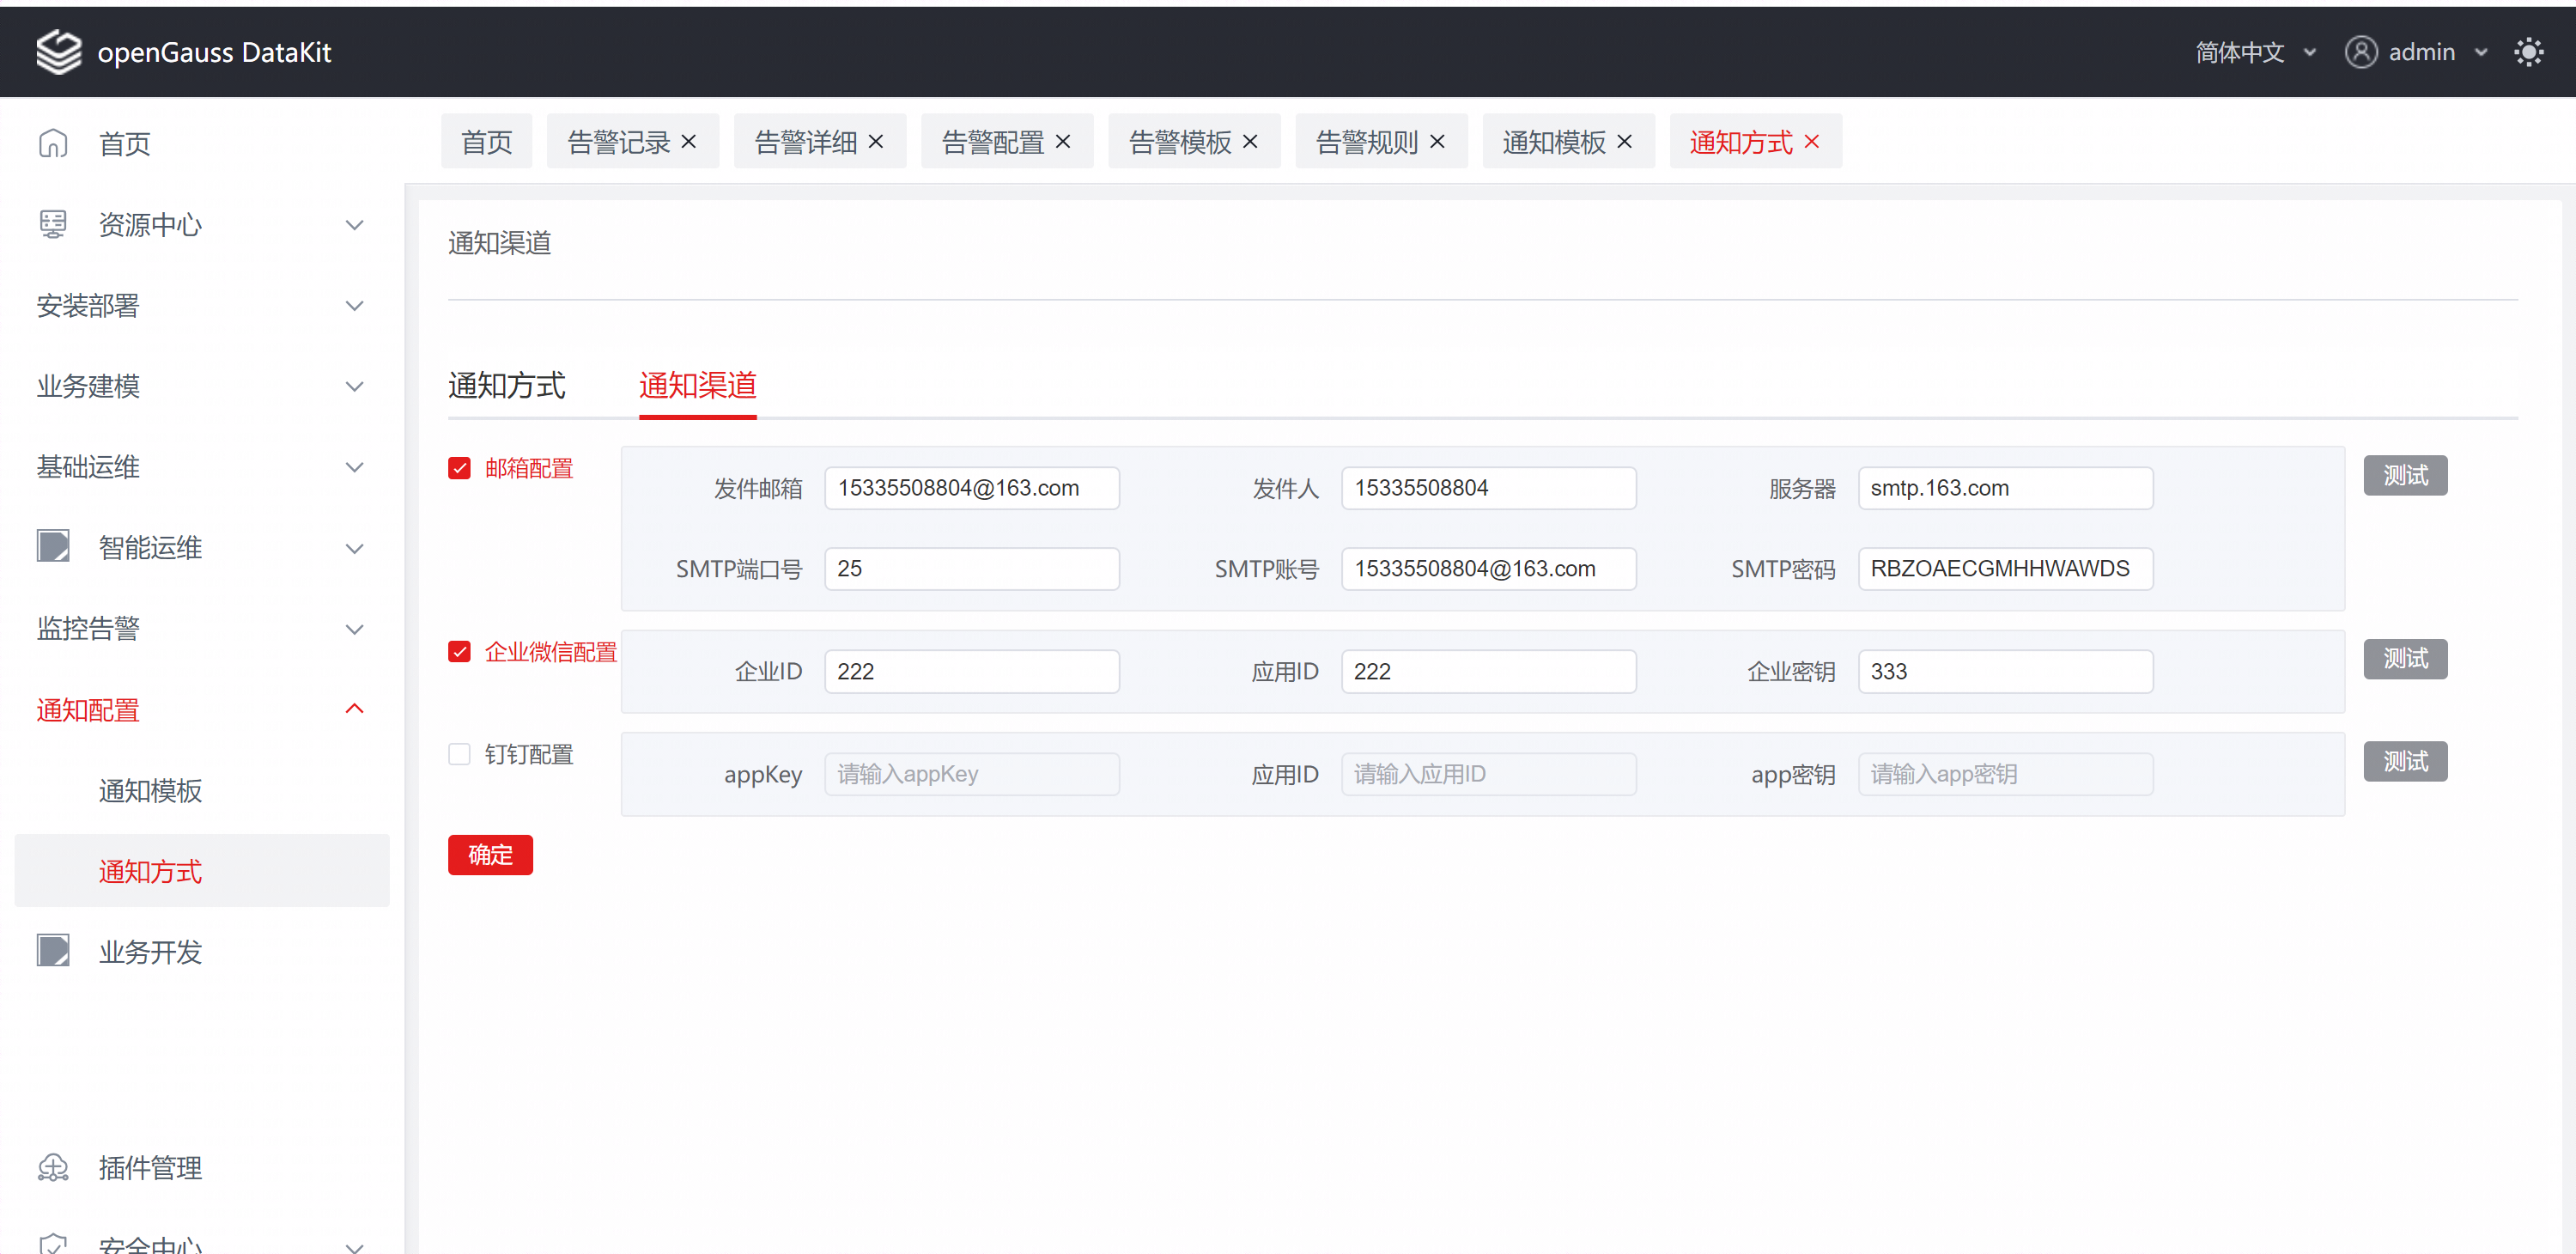 openGauss DataKit
简体中文
admin
首页
资源中心
安装部署
业务建模
基础运维
智能运维
监控告警
通知配置
通知模板
通知方式
业务开发
插件管理
安全中心
首页 告警记录 告警详细 告警配置 告警模板 告警规则 通知模板 通知方式
通知渠道
通知方式 通知渠道
邮箱配置 发件邮箱 15335508804@163.com 发件人 15335508804 服务器 smtp.163.com 测试
SMTP端口号 25 SMTP账号 15335508804@163.com SMTP密码 RBZOAECGMHHWAWDS
企业微信配置 企业ID 222 应用ID 222 企业密钥 333 测试
钉钉配置 appKey 请输入appKey 应用ID 请输入应用ID app密钥 请输入app密钥 测试
确定